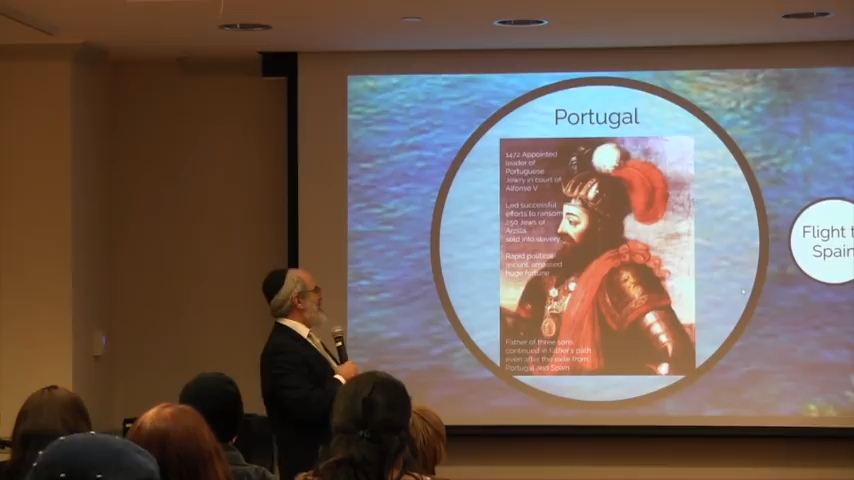 Portugal
1472 Appointed
leader of
Portuguese
Jewry in court of
Alfonso V
Led successful
efforts to ransom
250 Jews of
Arzilla
sold into slavery
Rapid political
ascent, amassed
huge fortune
Father of three sons,
continued in father's path
even after the exile from
Portugal and Spain
Flight t
Spain